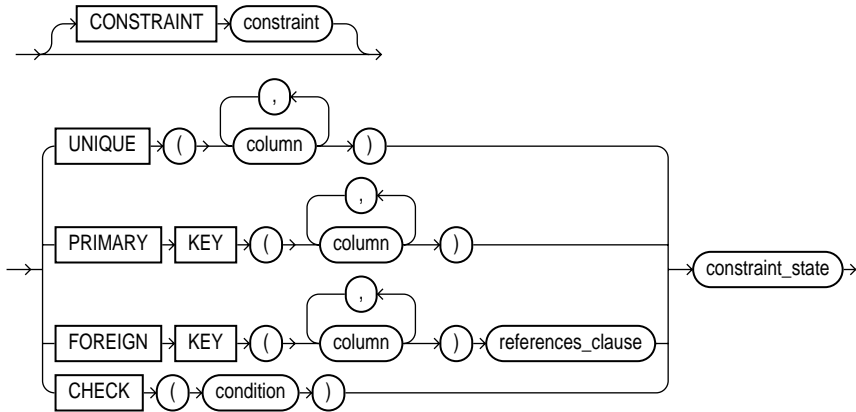 CONSTRAINT constraint
,
UNIQUE ( column )
,
PRIMARY KEY ( column )
constraint_state
,
FOREIGN KEY ( column ) references_clause
CHECK ( condition )